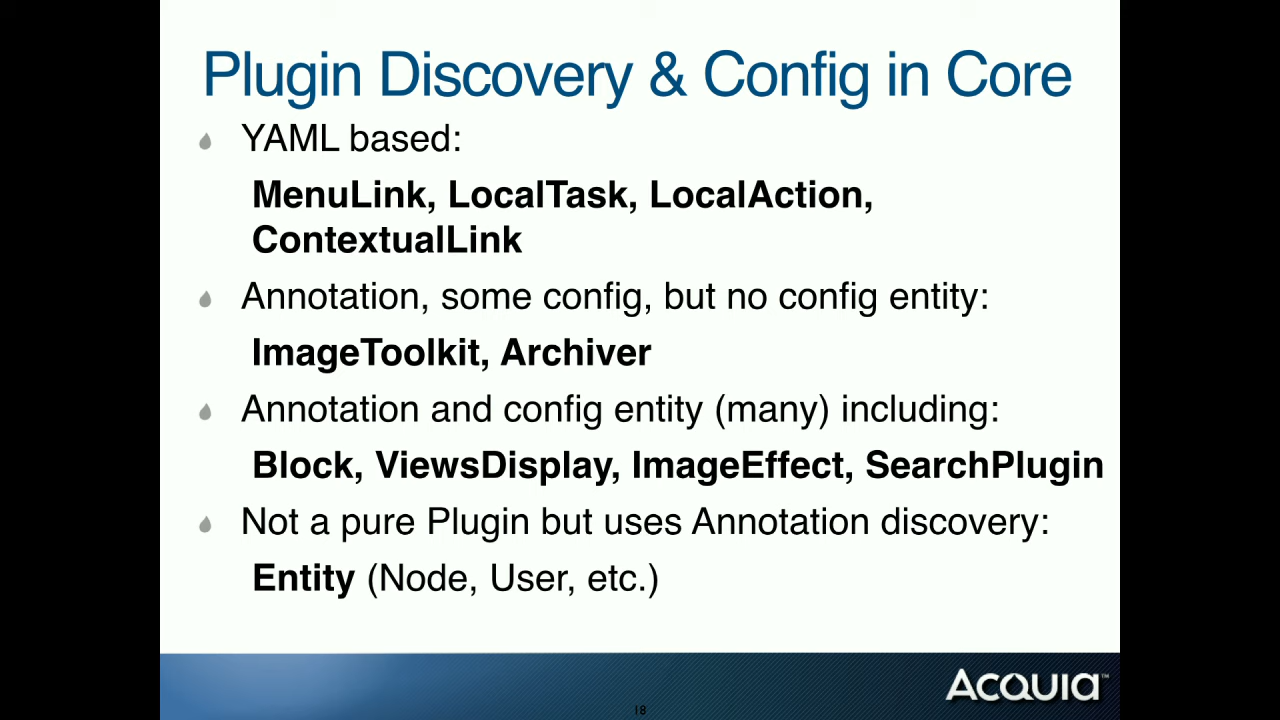 Plugin Discovery & Config in Core
YAML based:
MenuLink, LocalTask, LocalAction,
ContextualLink
Annotation, some config, but no config entity:
ImageToolkit, Archiver
Annotation and config entity (many) including:
Block, ViewsDisplay, ImageEffect, SearchPlugin
Not a pure Plugin but uses Annotation discovery:
Entity (Node, User, etc.)
ACQUIA™
18